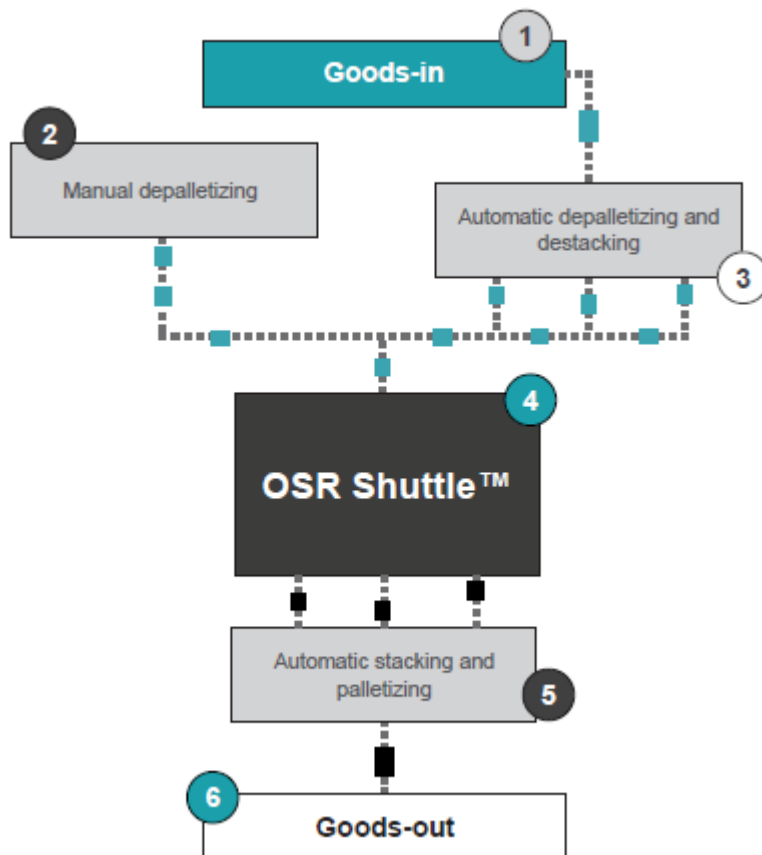 1
Goods-in
2
Manual depalletizing
Automatic depalletizing and
destacking
3
4
OSR Shuttle™
Automatic stacking and
palletizing
5
6
Goods-out